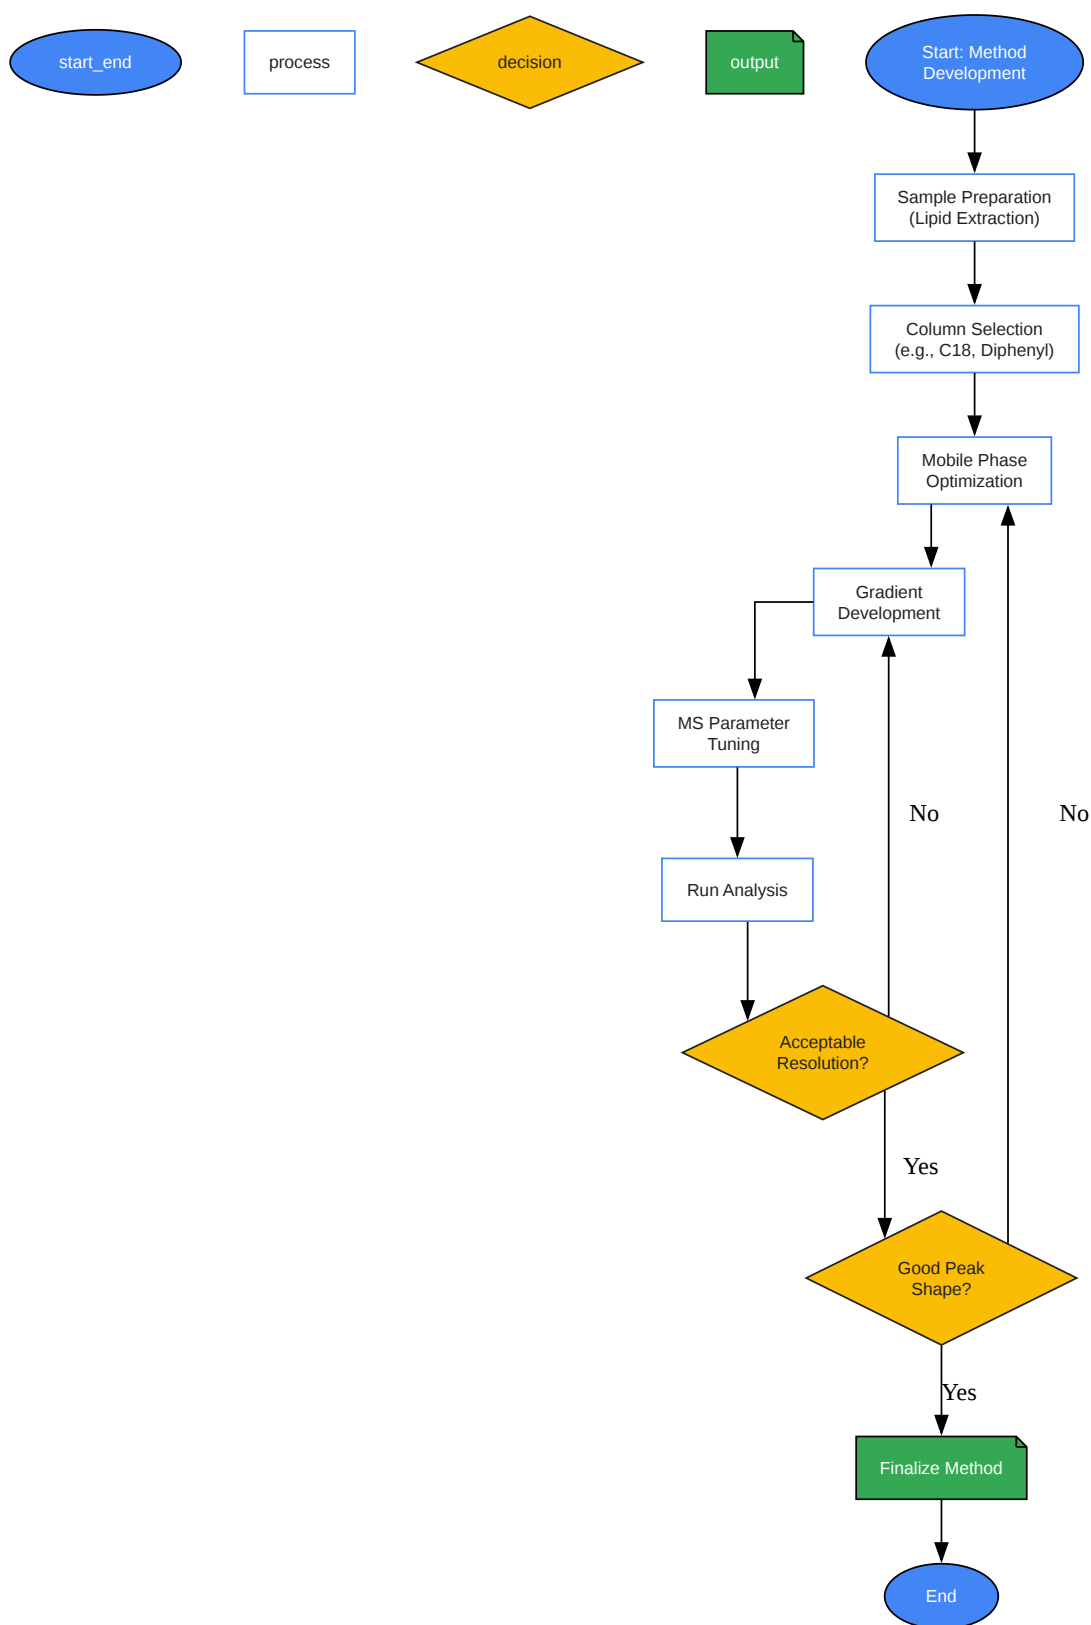 start_end
process
decision
output
Start: Method
Development
Sample Preparation
(Lipid Extraction)
Column Selection
(e.g., C18, Diphenyl)
Mobile Phase
Optimization
Gradient
Development
MS Parameter
Tuning
No
No
Run Analysis
Acceptable
Resolution?
Yes
Good Peak
Shape?
Yes
Finalize Method
End